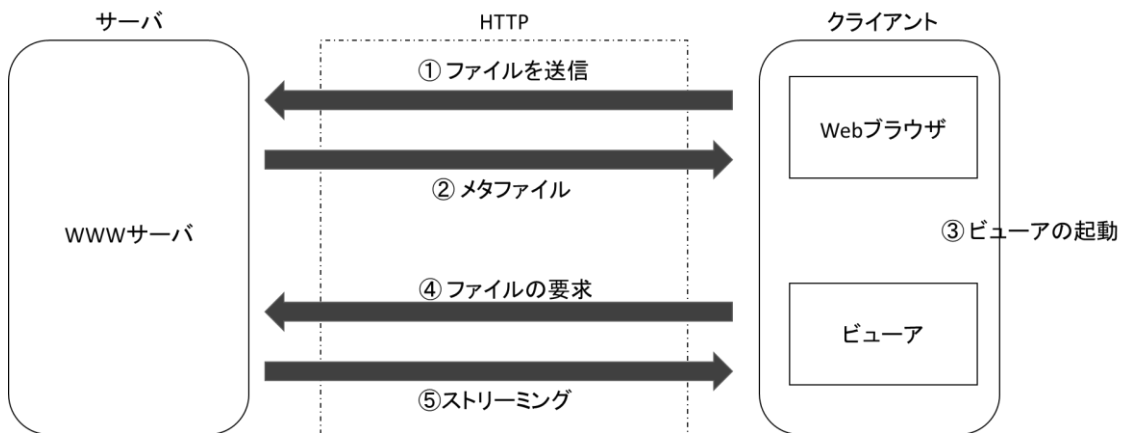 サーバ
HTTP
クライアント
① ファイルを送信
Webブラウザ
② メタファイル
WWWサーバ
③ ビューアの起動
④ ファイルの要求
ビューア
⑤ストリーミング